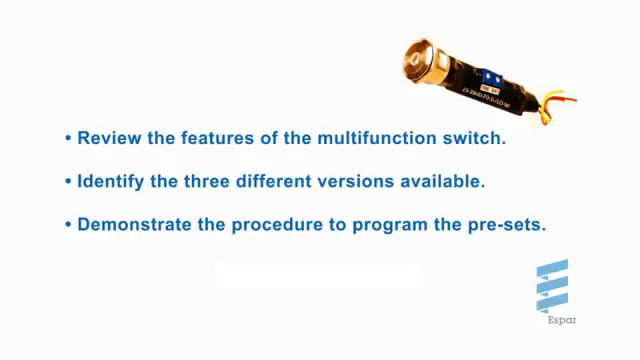 • Review the features of the multifunction switch.
• Identify the three different versions available.
• Demonstrate the procedure to program the pre-sets.
Espar